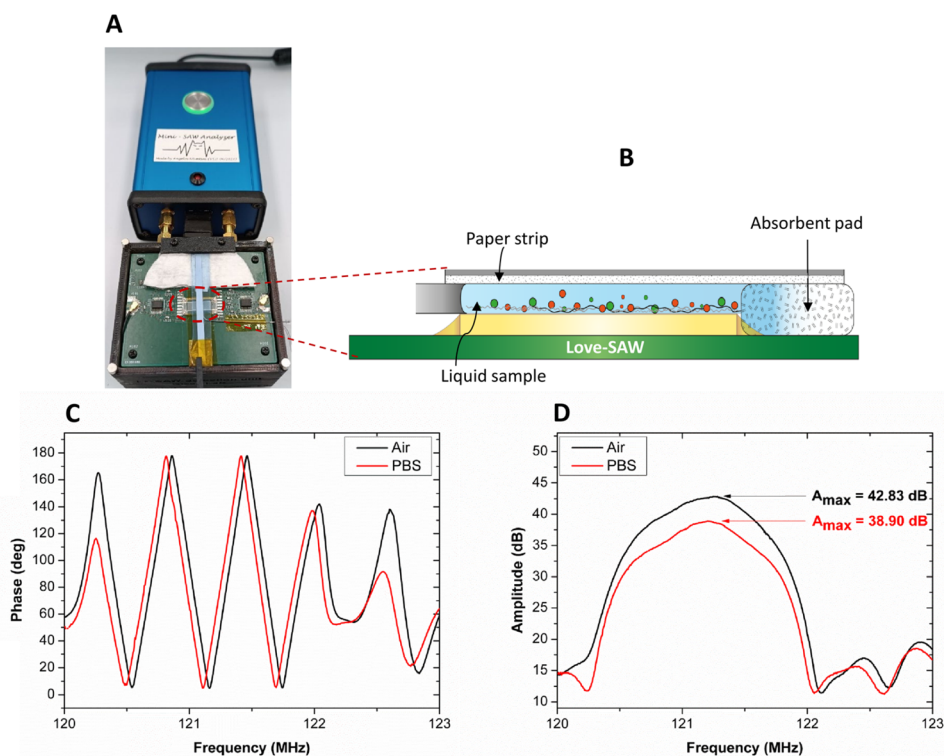 A
Mini - SAW Analyzer
B
Paper strip
Absorbent pad
Love-SAW
Liquid sample
C
Air
PBS
180
160
140
120
100
80
60
40
20
0
Phase (deg)
120
121
122
123
Frequency (MHz)
D
Air
PBS
A max = 42.83 dB
A max = 38.90 dB
50
45
40
35
30
25
20
15
10
Amplitude (dB)
120
121
122
123
Frequency (MHz)